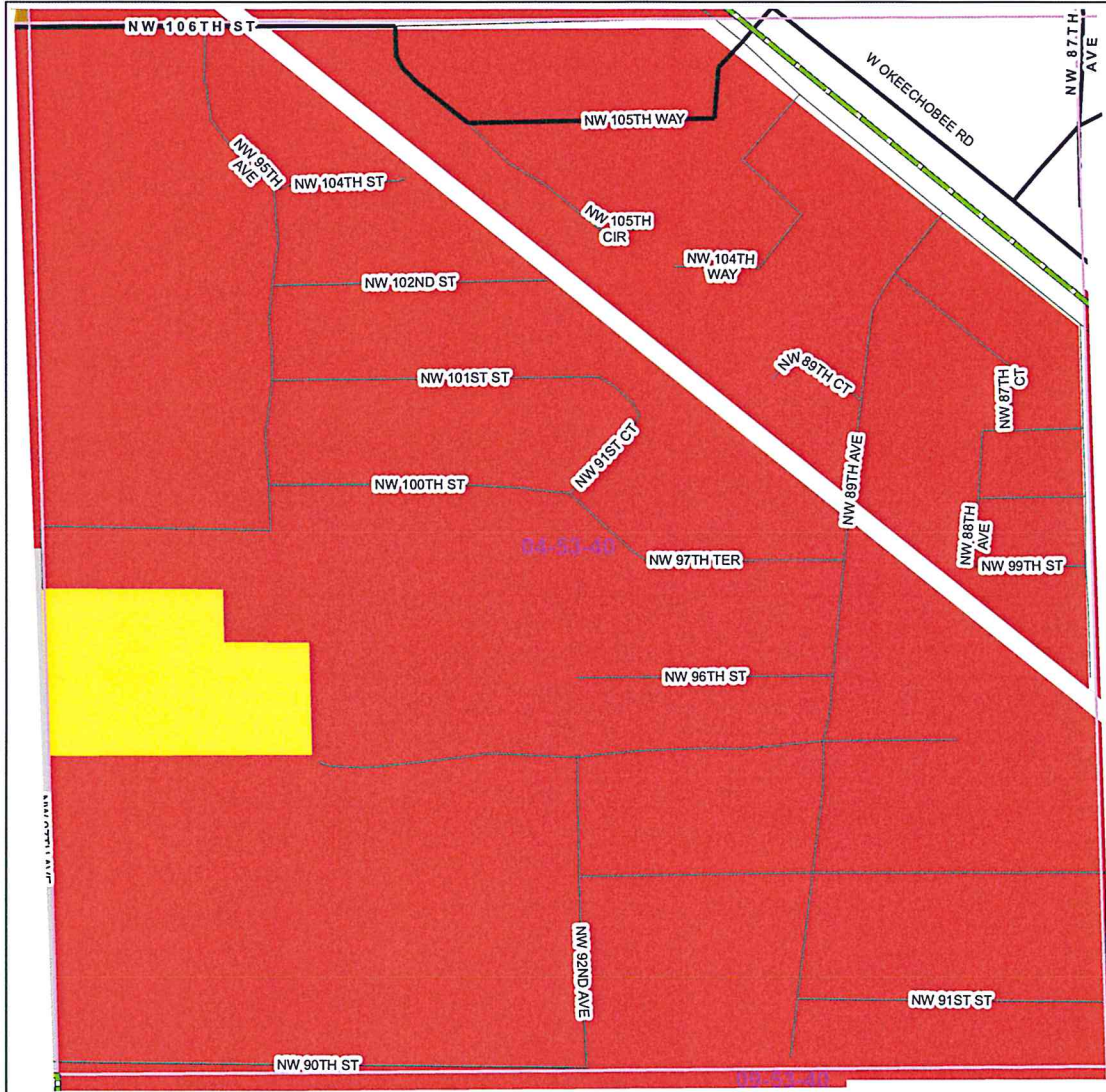 NW 106TH ST
NW 87TH
AVE
W OKEECHOBEE RD
NW 105TH WAY
NW 95TH
AVE
NW 104TH ST
NW 105TH
CIR
NW 104TH
WAY
NW 102ND ST
NW 89TH CT
NW 87TH
CT
NW 101ST ST
NW 91ST CT
NW 89TH AVE
NW 100TH ST
NW 88TH
AVE
04-53-40
NW 97TH TER
NW 99TH ST
NW 96TH ST
NW 92ND AVE
NW 91ST ST
NW 90TH ST